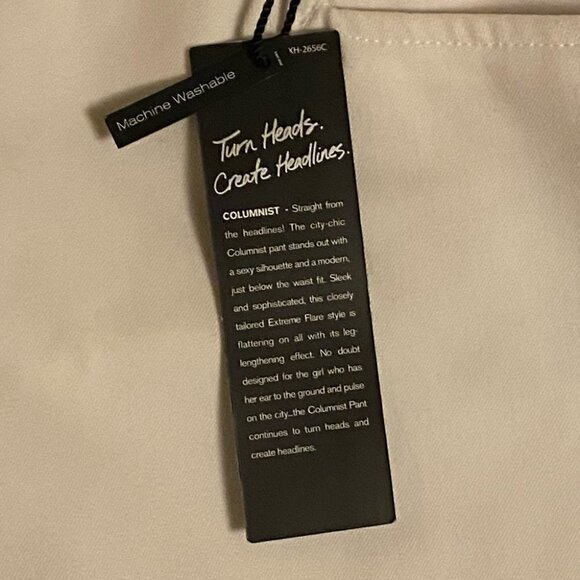 XH-2656C
Machine Washable
Turn Heads.
Create Headlines.
COLUMNIST - Straight from
the headlines! The city-chic
Columnist pant stands out with
a sexy silhouette and a modern,
just below the waist fit. Sleek
and sophisticated, this closely
tailored Extreme Flare style is
flattering on all with its leg-
lengthening effect. No doubt
designed for the girl who has
her ear to the ground and pulse
on the city...the Columnist Pant
continues to turn heads and
create headlines.